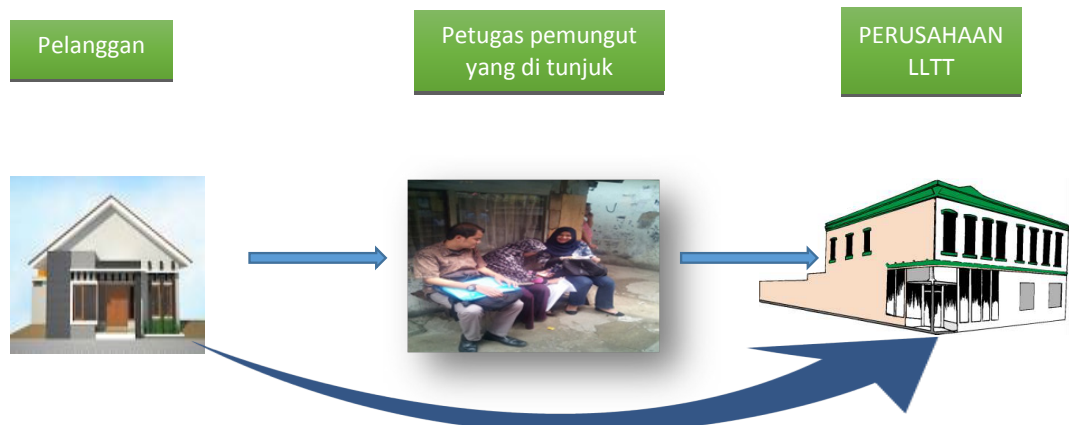 Pelanggan
Petugas pemungut
yang di tunjuk
PERUSAHAAN
LLTT